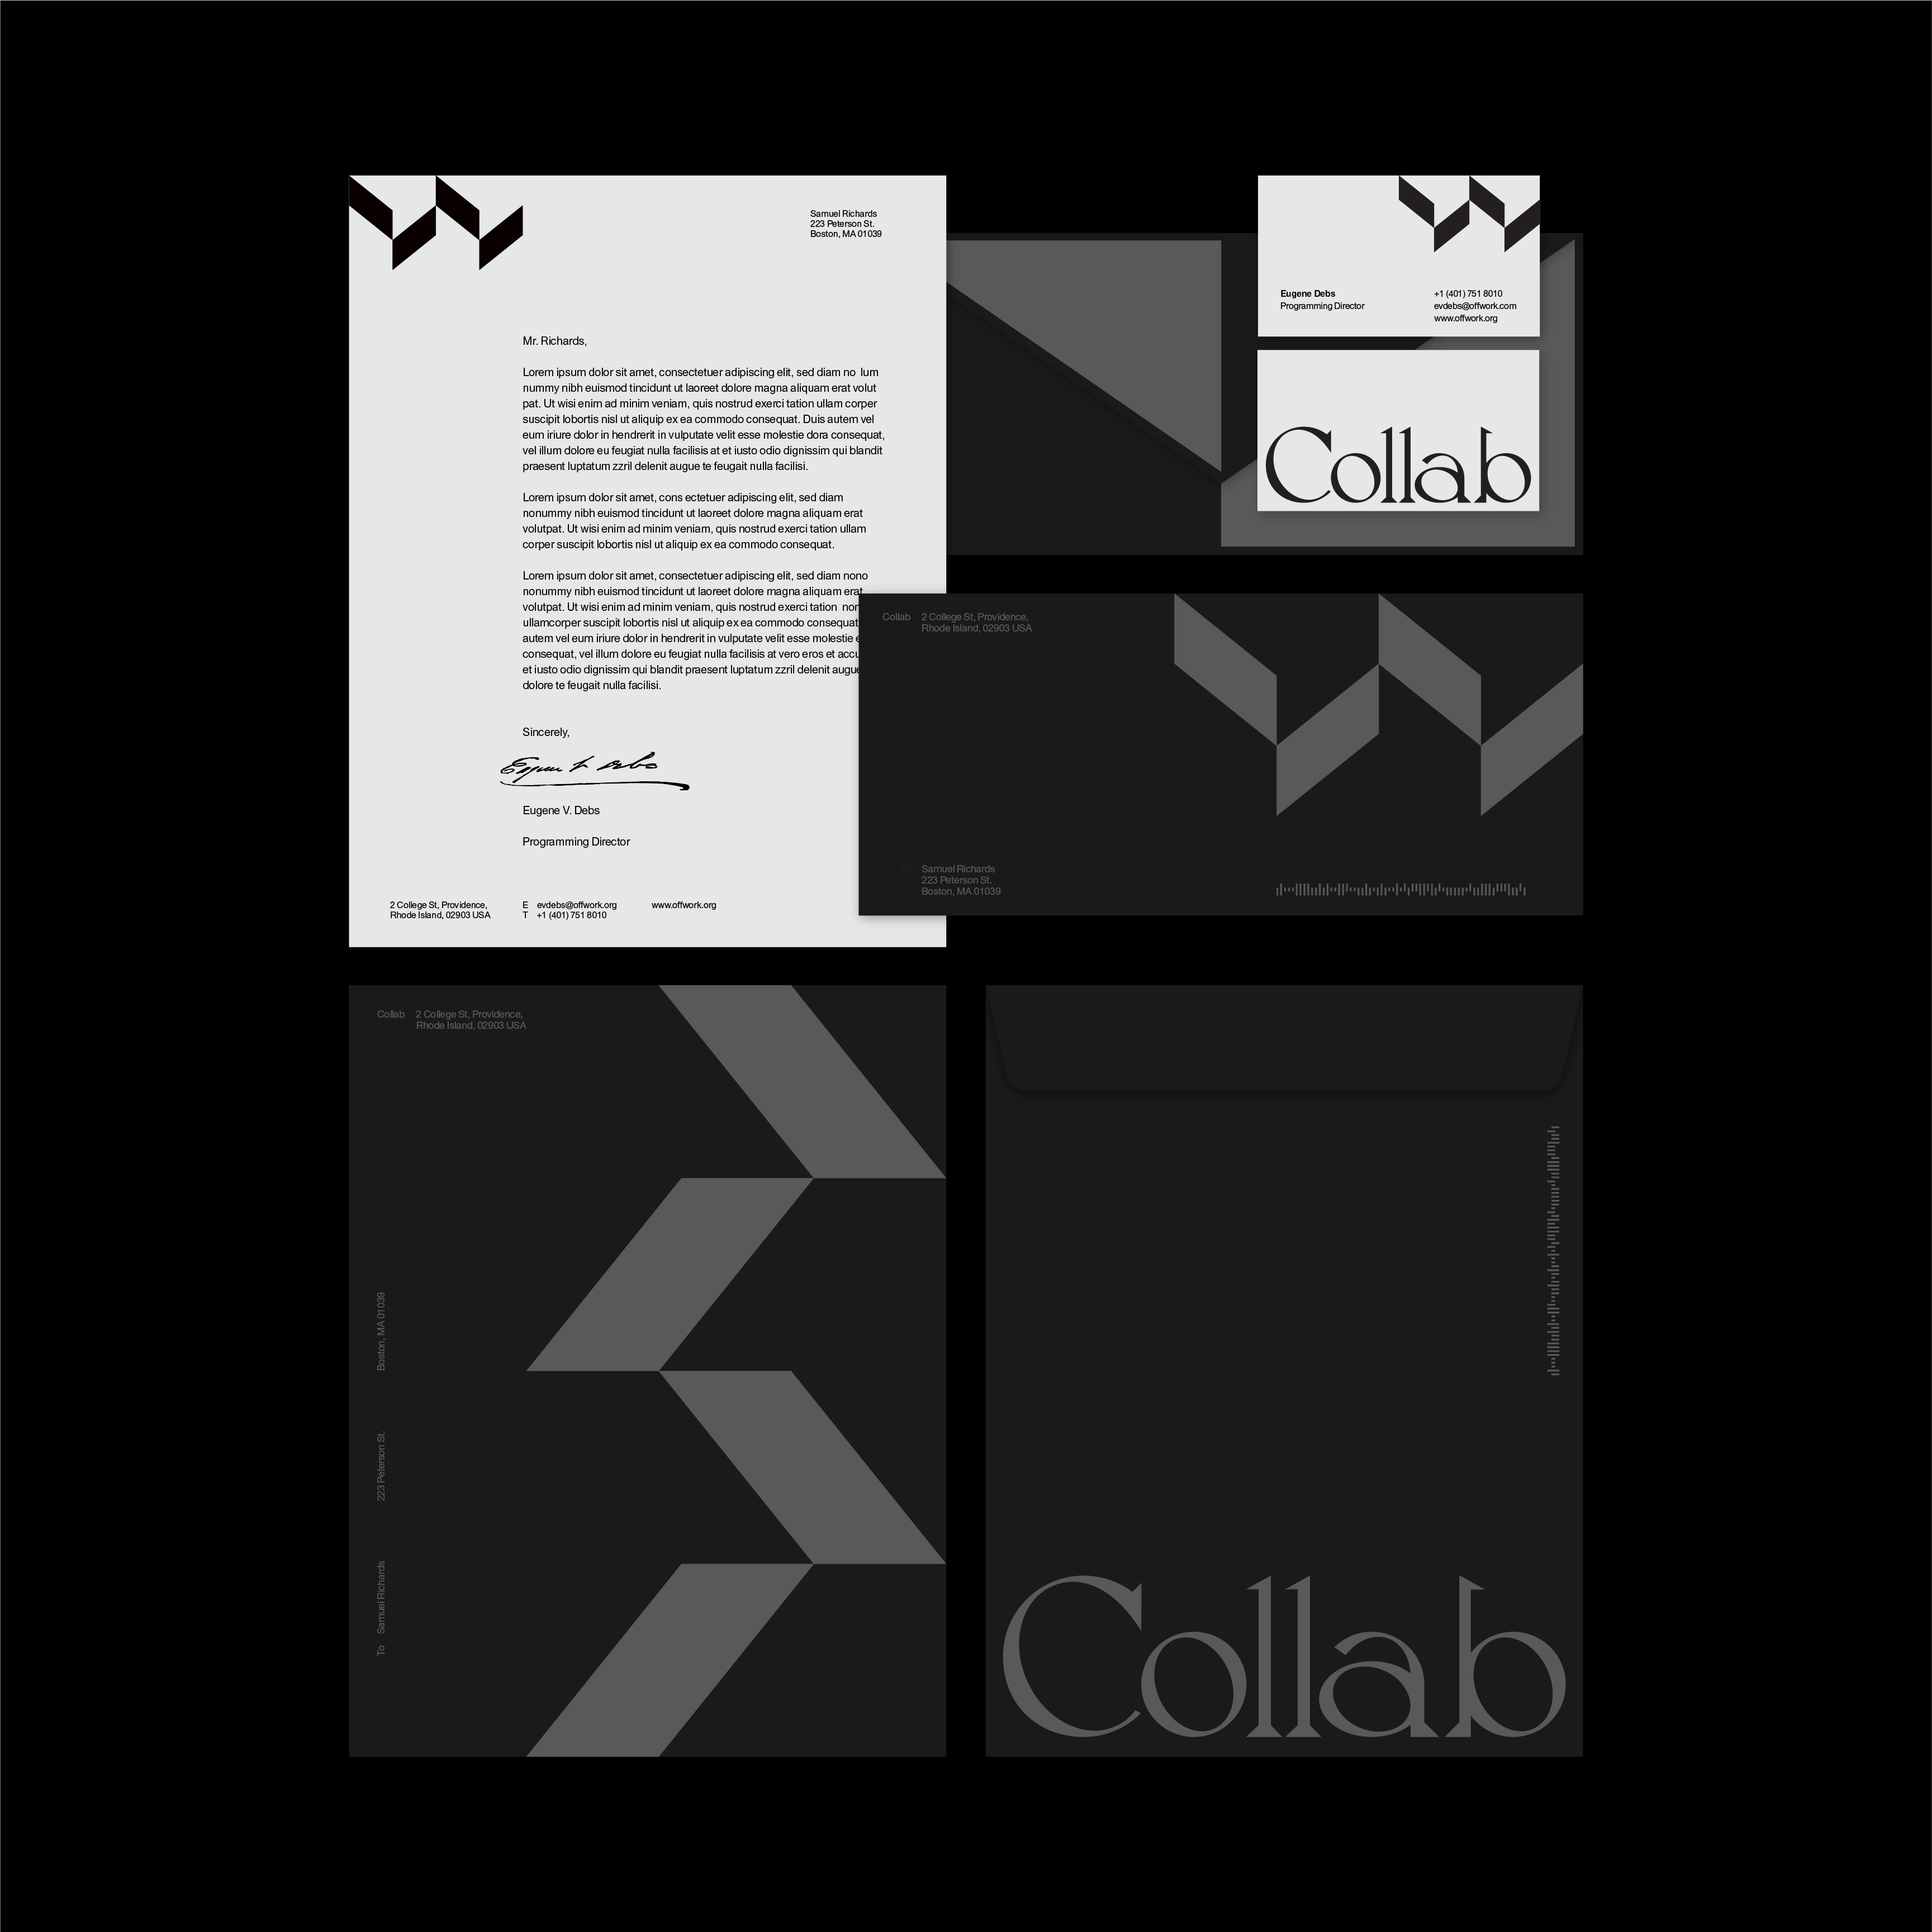 Samuel Richards
223 Peterson St.
Boston, MA 01039
Mr. Richards,
Lorem ipsum dolor sit amet, consectetuer adipiscing elit, sed diam no  lum
nummy nibh euismod tincidunt ut laoreet dolore magna aliquam erat volut
pat. Ut wisi enim ad minim veniam, quis nostrud exerci tation ullam corper
suscipit lobortis nisl ut aliquip ex ea commodo consequat. Duis autem vel
eum iriure dolor in hendrerit in vulputate velit esse molestie dora consequat,
vel illum dolore eu feugiat nulla facilisis at et iusto odio dignissim qui blandit
praesent luptatum zzril delenit augue te feugait nulla facilisi.
Lorem ipsum dolor sit amet, cons ectetuer adipiscing elit, sed diam
nonummy nibh euismod tincidunt ut laoreet dolore magna aliquam erat
volutpat. Ut wisi enim ad minim veniam, quis nostrud exerci tation ullam
corper suscipit lobortis nisl ut aliquip ex ea commodo consequat.
Lorem ipsum dolor sit amet, consectetuer adipiscing elit, sed diam nono
nonummy nibh euismod tincidunt ut laoreet dolore magna aliquam erat
volutpat. Ut wisi enim ad minim veniam, quis nostrud exerci tation
ullamcorper suscipit lobortis nisl ut aliquip ex ea commodo consequat
autem vel eum iriure dolor in hendrerit in vulputate velit esse molestie
consequat, vel illum dolore eu feugiat nulla facilisis at vero eros et
et iusto odio dignissim qui blandit praesent luptatum zzril delenit augue
dolore te feugait nulla facilisi.
Sincerely,
Eugene V. Debs
Eugene V. Debs
Programming Director
2 College St, Providence,
Rhode Island, 02903 USA
E evdebs@offwork.org
T +1 (401) 751 8010
www.offwork.org
Eugene Debs
Programming Director
+1 (401) 751 8010
evdebs@offwork.com
www.offwork.org
Collab
Collab 2 College St, Providence,
Rhode Island, 02903 USA
Samuel Richards
223 Peterson St.
Boston, MA 01039
Collab 2 College St, Providence,
Rhode Island, 02903 USA
To Samuel Richards 223 Peterson St. Boston, MA 01039
Collab